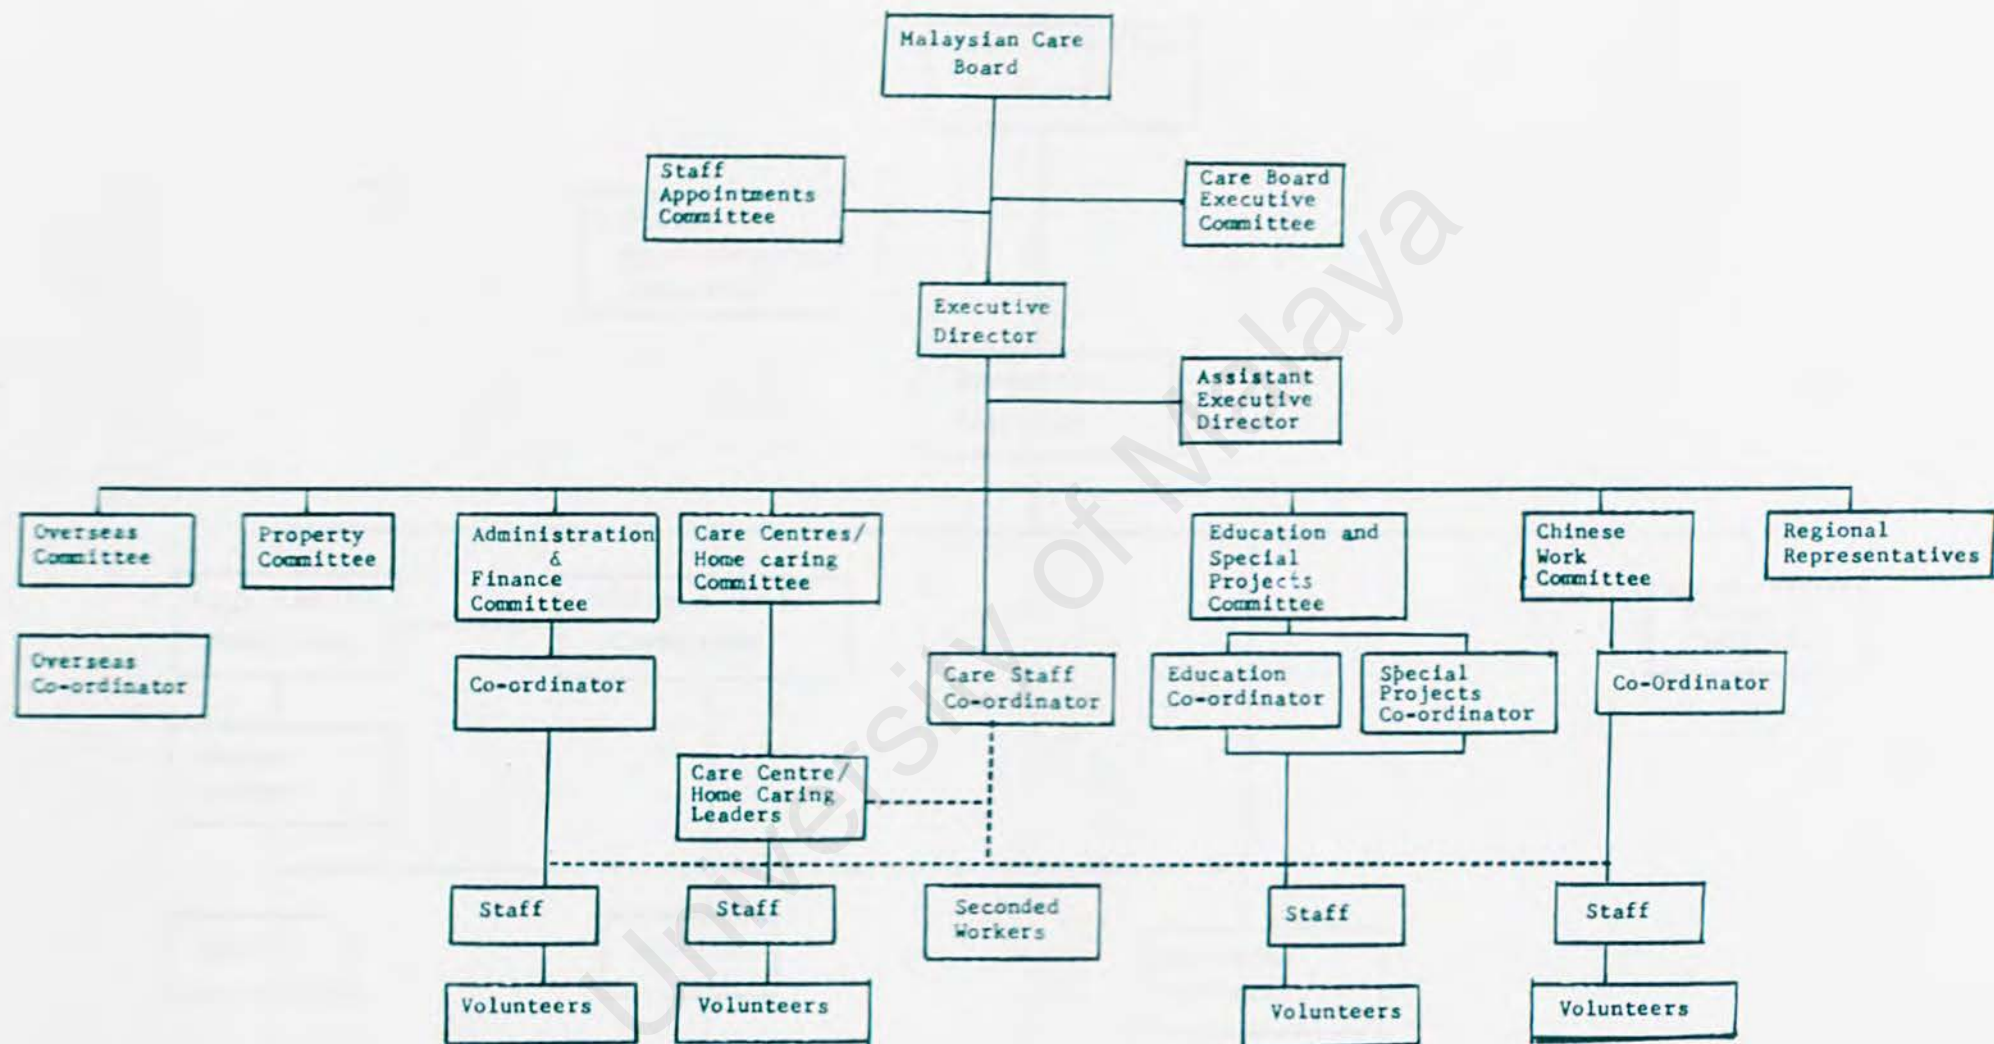 Malaysian Care
Board
Staff
Appointments
Committee
Care Board
Executive
Committee
Executive
Director
Assistant
Executive
Director
Overseas
Committee
Property
Committee
Administration
&
Finance
Committee
Care Centres/
Home caring
Committee
Education and
Special
Projects
Committee
Chinese
Work
Committee
Regional
Representatives
Overseas
Co-ordinator
Co-ordinator
Care Staff
Co-ordinator
Education
Co-ordinator
Special
Projects
Co-ordinator
Co-Ordinator
Care Centre/
Home Caring
Leaders
Staff
Staff
Seconded
Workers
Staff
Staff
Volunteers
Volunteers
Volunteers
Volunteers
University of Malaya